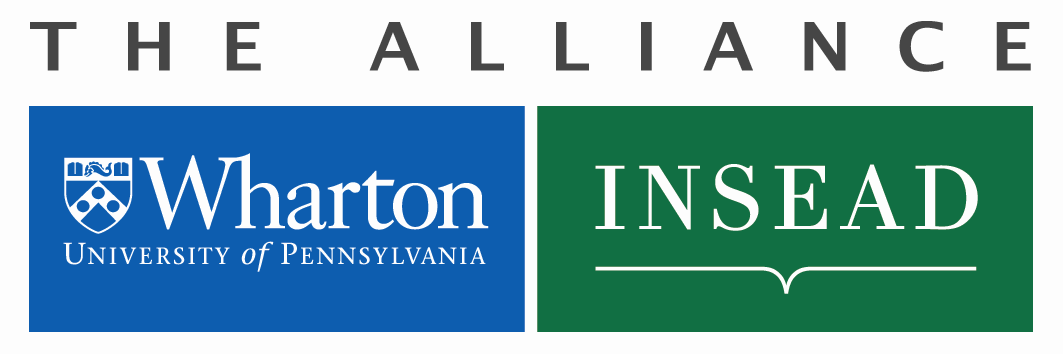 THE ALLIANCE
Wharton
UNIVERSITY of PENNSYLVANIA
INSEAD